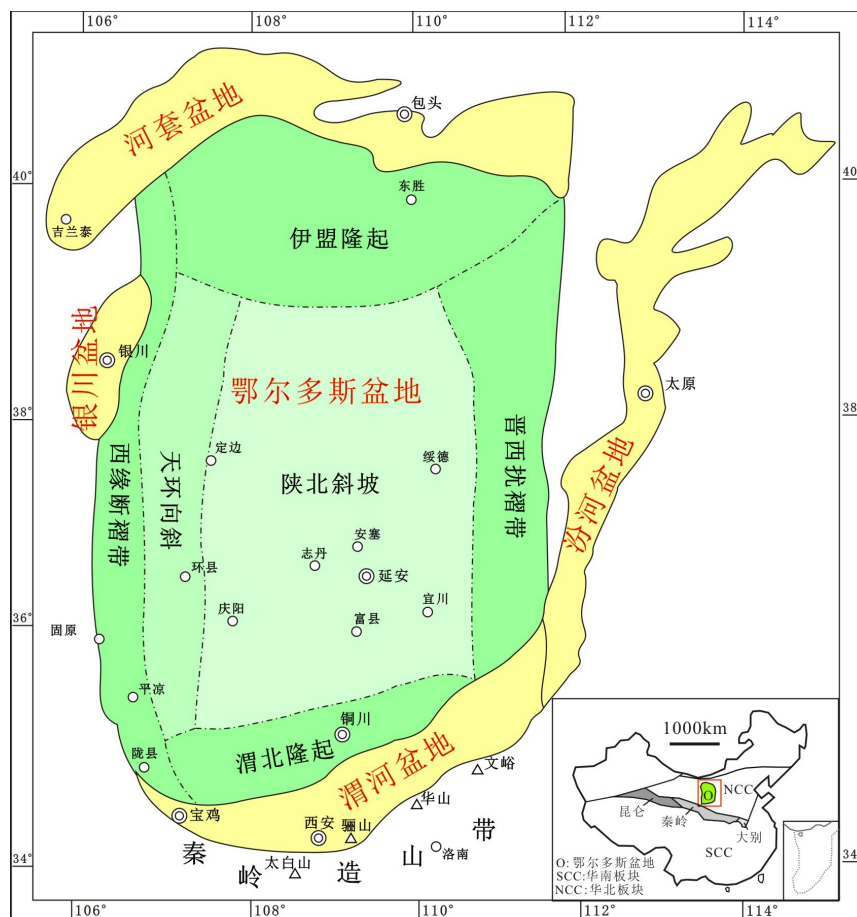 106° 108° 110° 112° 114°
包头
河套盆地
40° 40°
东胜
吉兰泰
伊盟隆起
银川盆地
银川
鄂尔多斯盆地
太原
38° 38°
西缘断褶带
天环向斜
定边
陕北斜坡
绥德
晋西挠褶带
汾河盆地
安塞
志丹
延安
环县
宜川
庆阳
富县
36° 36°
固原
平凉
铜川
陇县
渭北隆起
渭河盆地
文峪
华山
宝鸡
西安
骊山
洛南
太白山
秦岭造山带
34° 34°
1000km
O
NCC
昆仑
秦岭
大别
SCC
O:鄂尔多斯盆地
SCC:华南板块
NCC:华北板块
106° 108° 110° 112° 114°